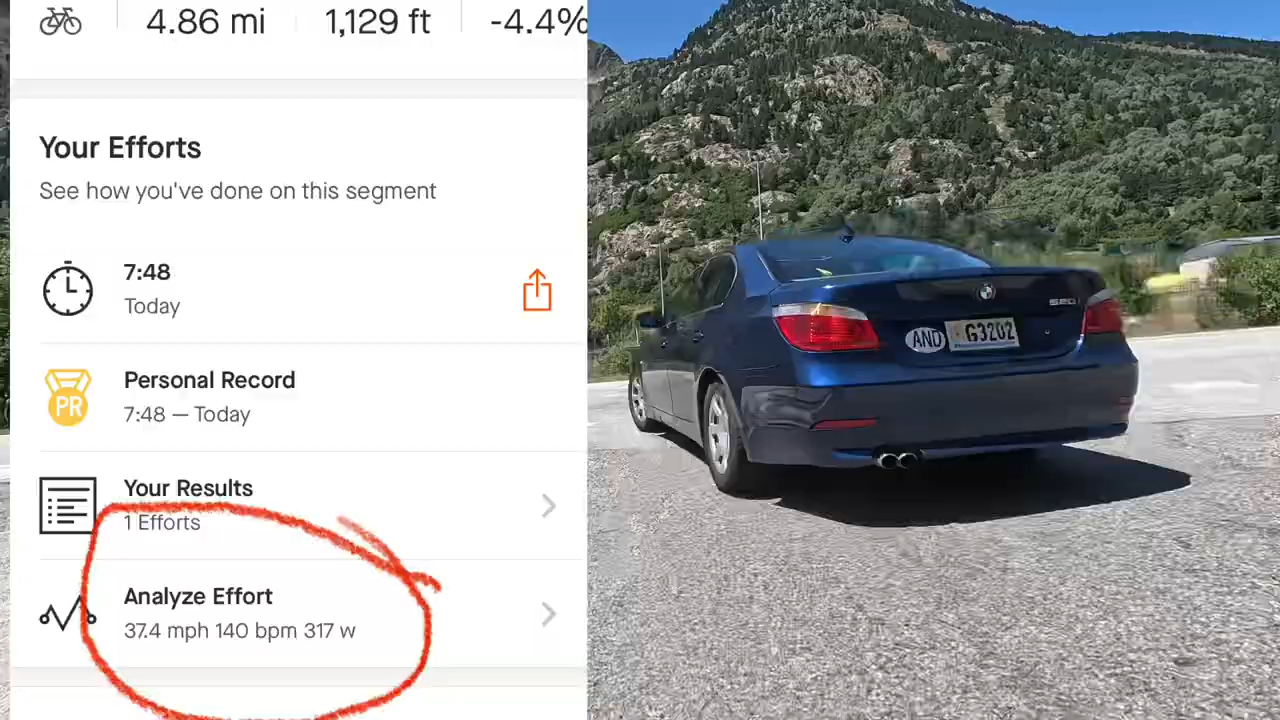 4.86 mi 1,129 ft -4.4%
Your Efforts
See how you've done on this segment
7:48
Today
PR
Personal Record
7:48 — Today
Your Results
1 Efforts
Analyze Effort
37.4 mph 140 bpm 317 w
520i
AND G3202